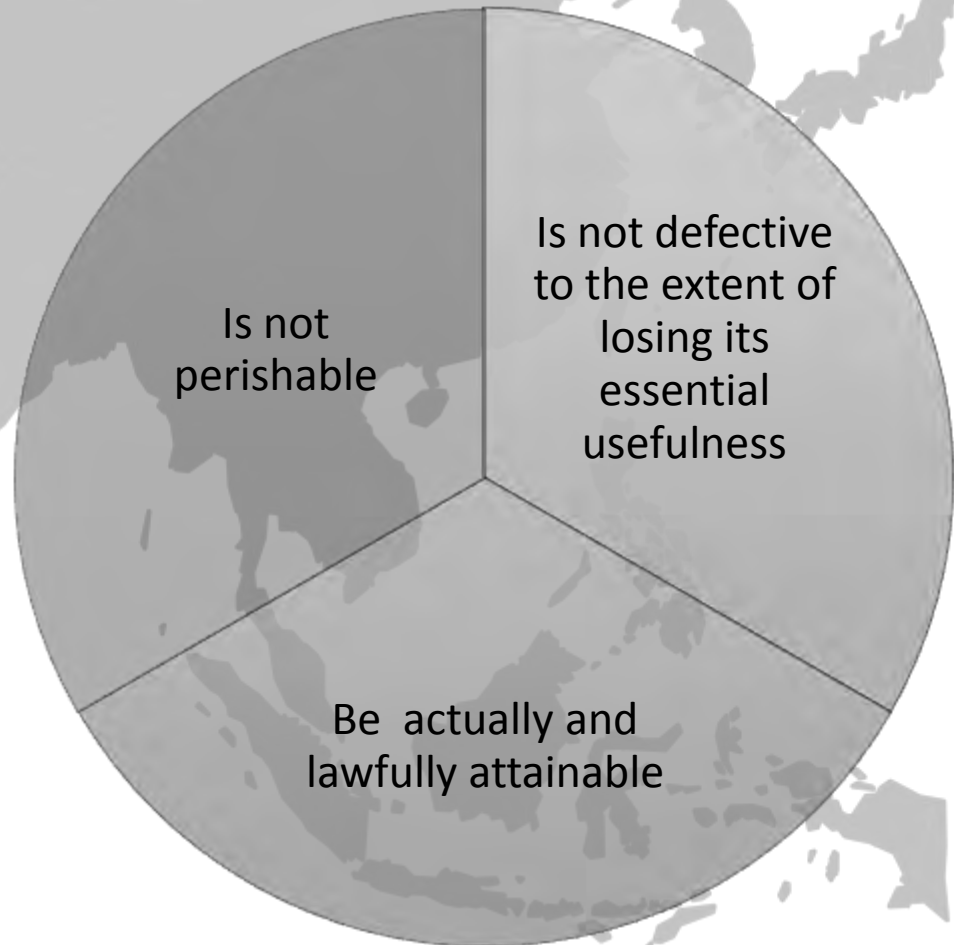 Is not defective
to the extent of
losing its
essential
usefulness
Is not
perishable
Be  actually and
lawfully attainable